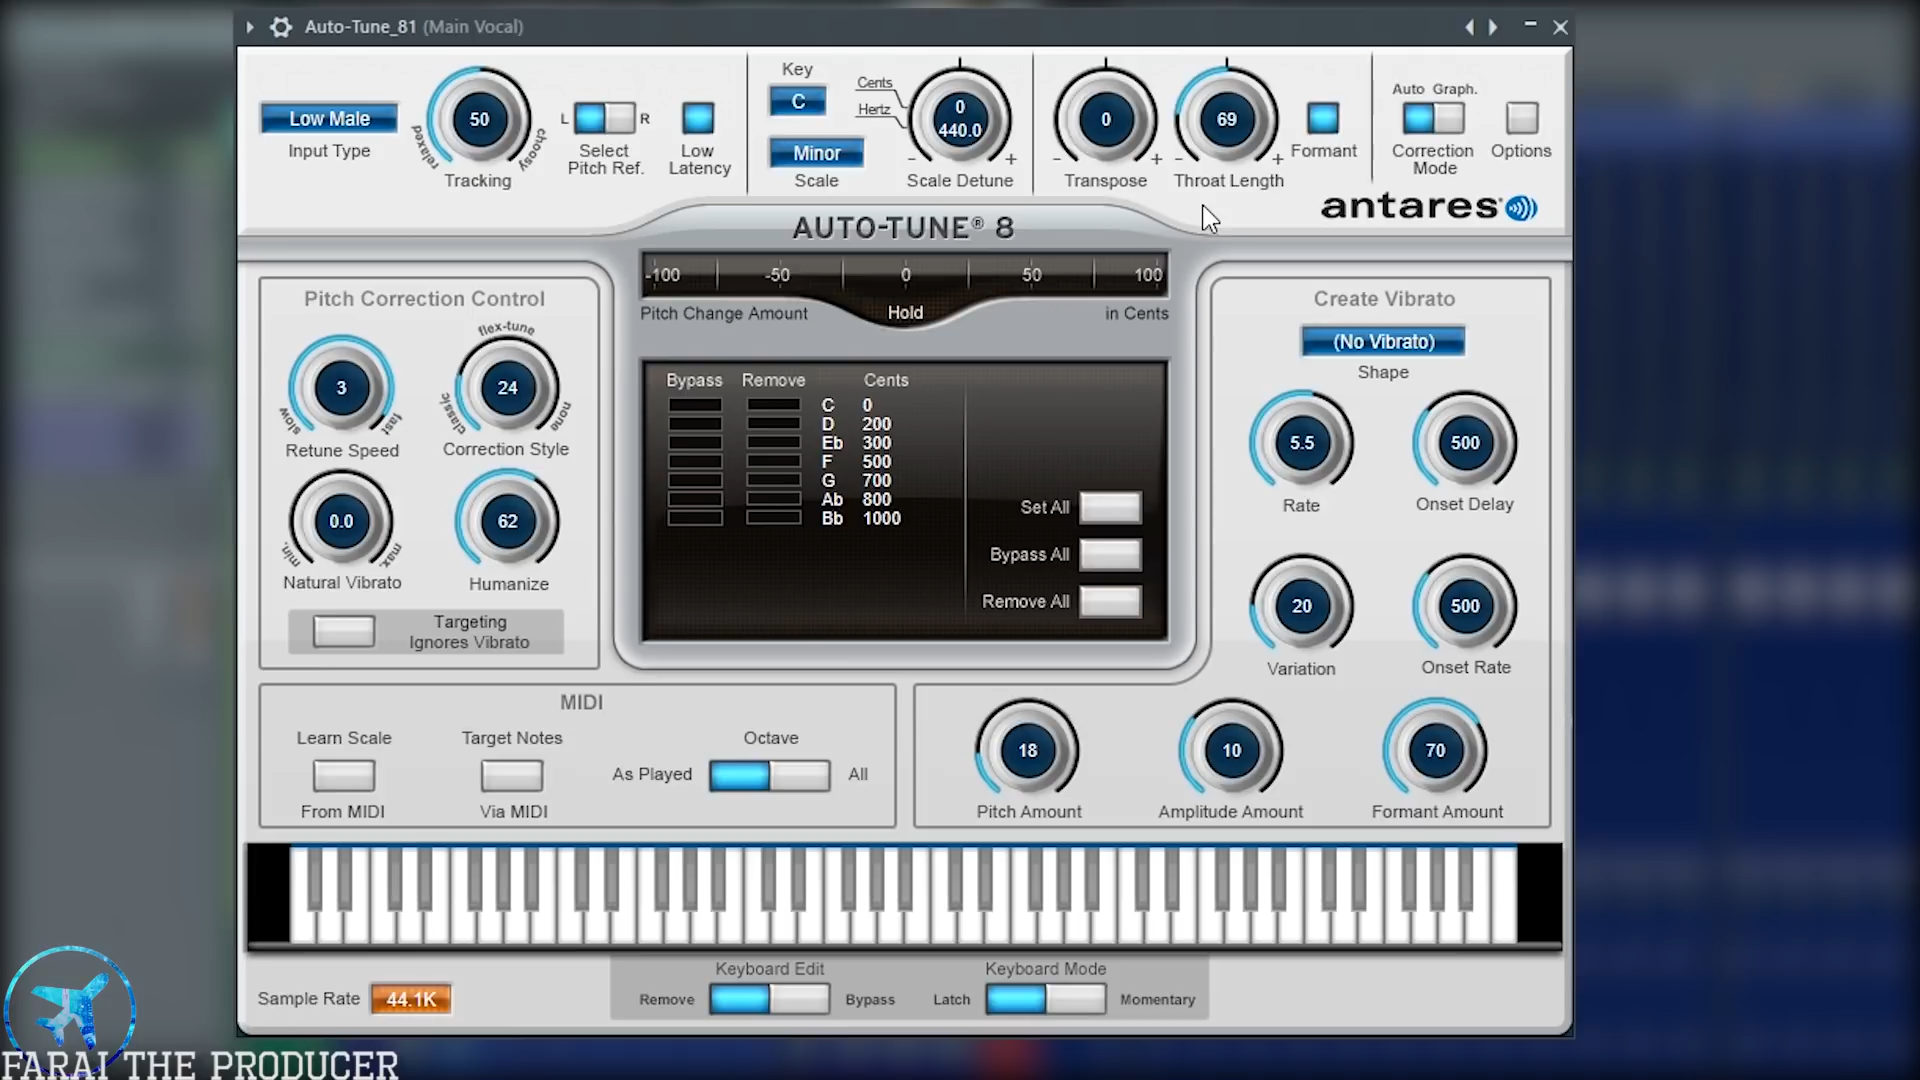 Auto-Tune_81 (Main Vocal)
Low Male
Input Type
50
relaxed
choosy
Tracking
L
R
Select
Pitch Ref.
Low
Latency
Key
C
Minor
Scale
Cents
Hertz
0
440.0
-
+
Scale Detune
0
-
+
Transpose
69
-
+
Throat Length
Formant
Auto Graph.
Correction
Mode
Options
antares
AUTO-TUNE® 8
-100
-50
0
50
100
Pitch Change Amount
Hold
in Cents
Pitch Correction Control
3
slow
fast
Retune Speed
flex-tune
24
classic
none
Correction Style
0.0
min.
max.
Natural Vibrato
62
Humanize
Targeting
Ignores Vibrato
Bypass Remove Cents
C 0
D 200
Eb 300
F 500
G 700
Ab 800
Bb 1000
Set All
Bypass All
Remove All
Create Vibrato
(No Vibrato)
Shape
5.5
Rate
500
Onset Delay
20
Variation
500
Onset Rate
18
Pitch Amount
10
Amplitude Amount
70
Formant Amount
MIDI
Learn Scale
From MIDI
Target Notes
Via MIDI
Octave
As Played
All
Sample Rate
44.1K
Keyboard Edit
Remove
Bypass
Keyboard Mode
Latch
Momentary
FARAI THE PRODUCER